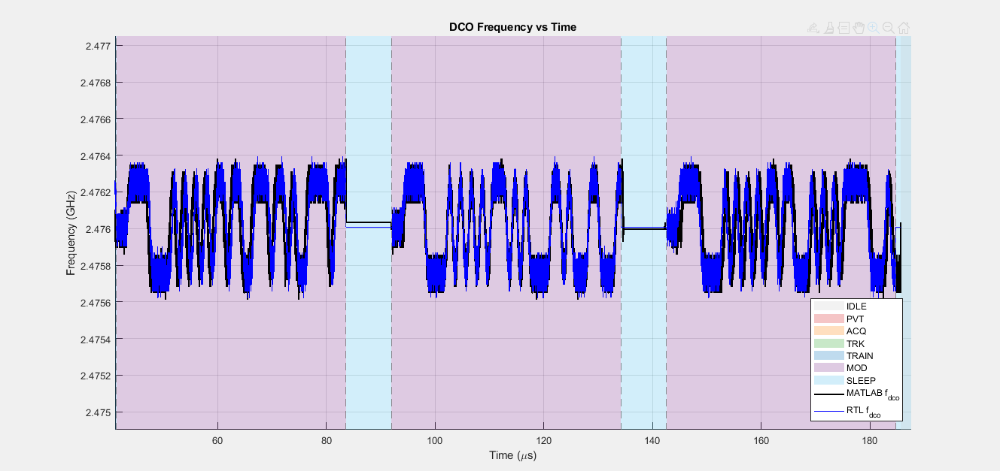 DCO Frequency vs Time
2.477
2.4768
2.4766
2.4764
2.4762
2.476
2.4758
2.4756
2.4754
2.4752
2.475
Frequency (GHz)
60
80
100
120
140
160
180
Time (μs)
IDLE
PVT
ACQ
TRK
TRAIN
MOD
SLEEP
MATLAB f_dco
RTL f_dco